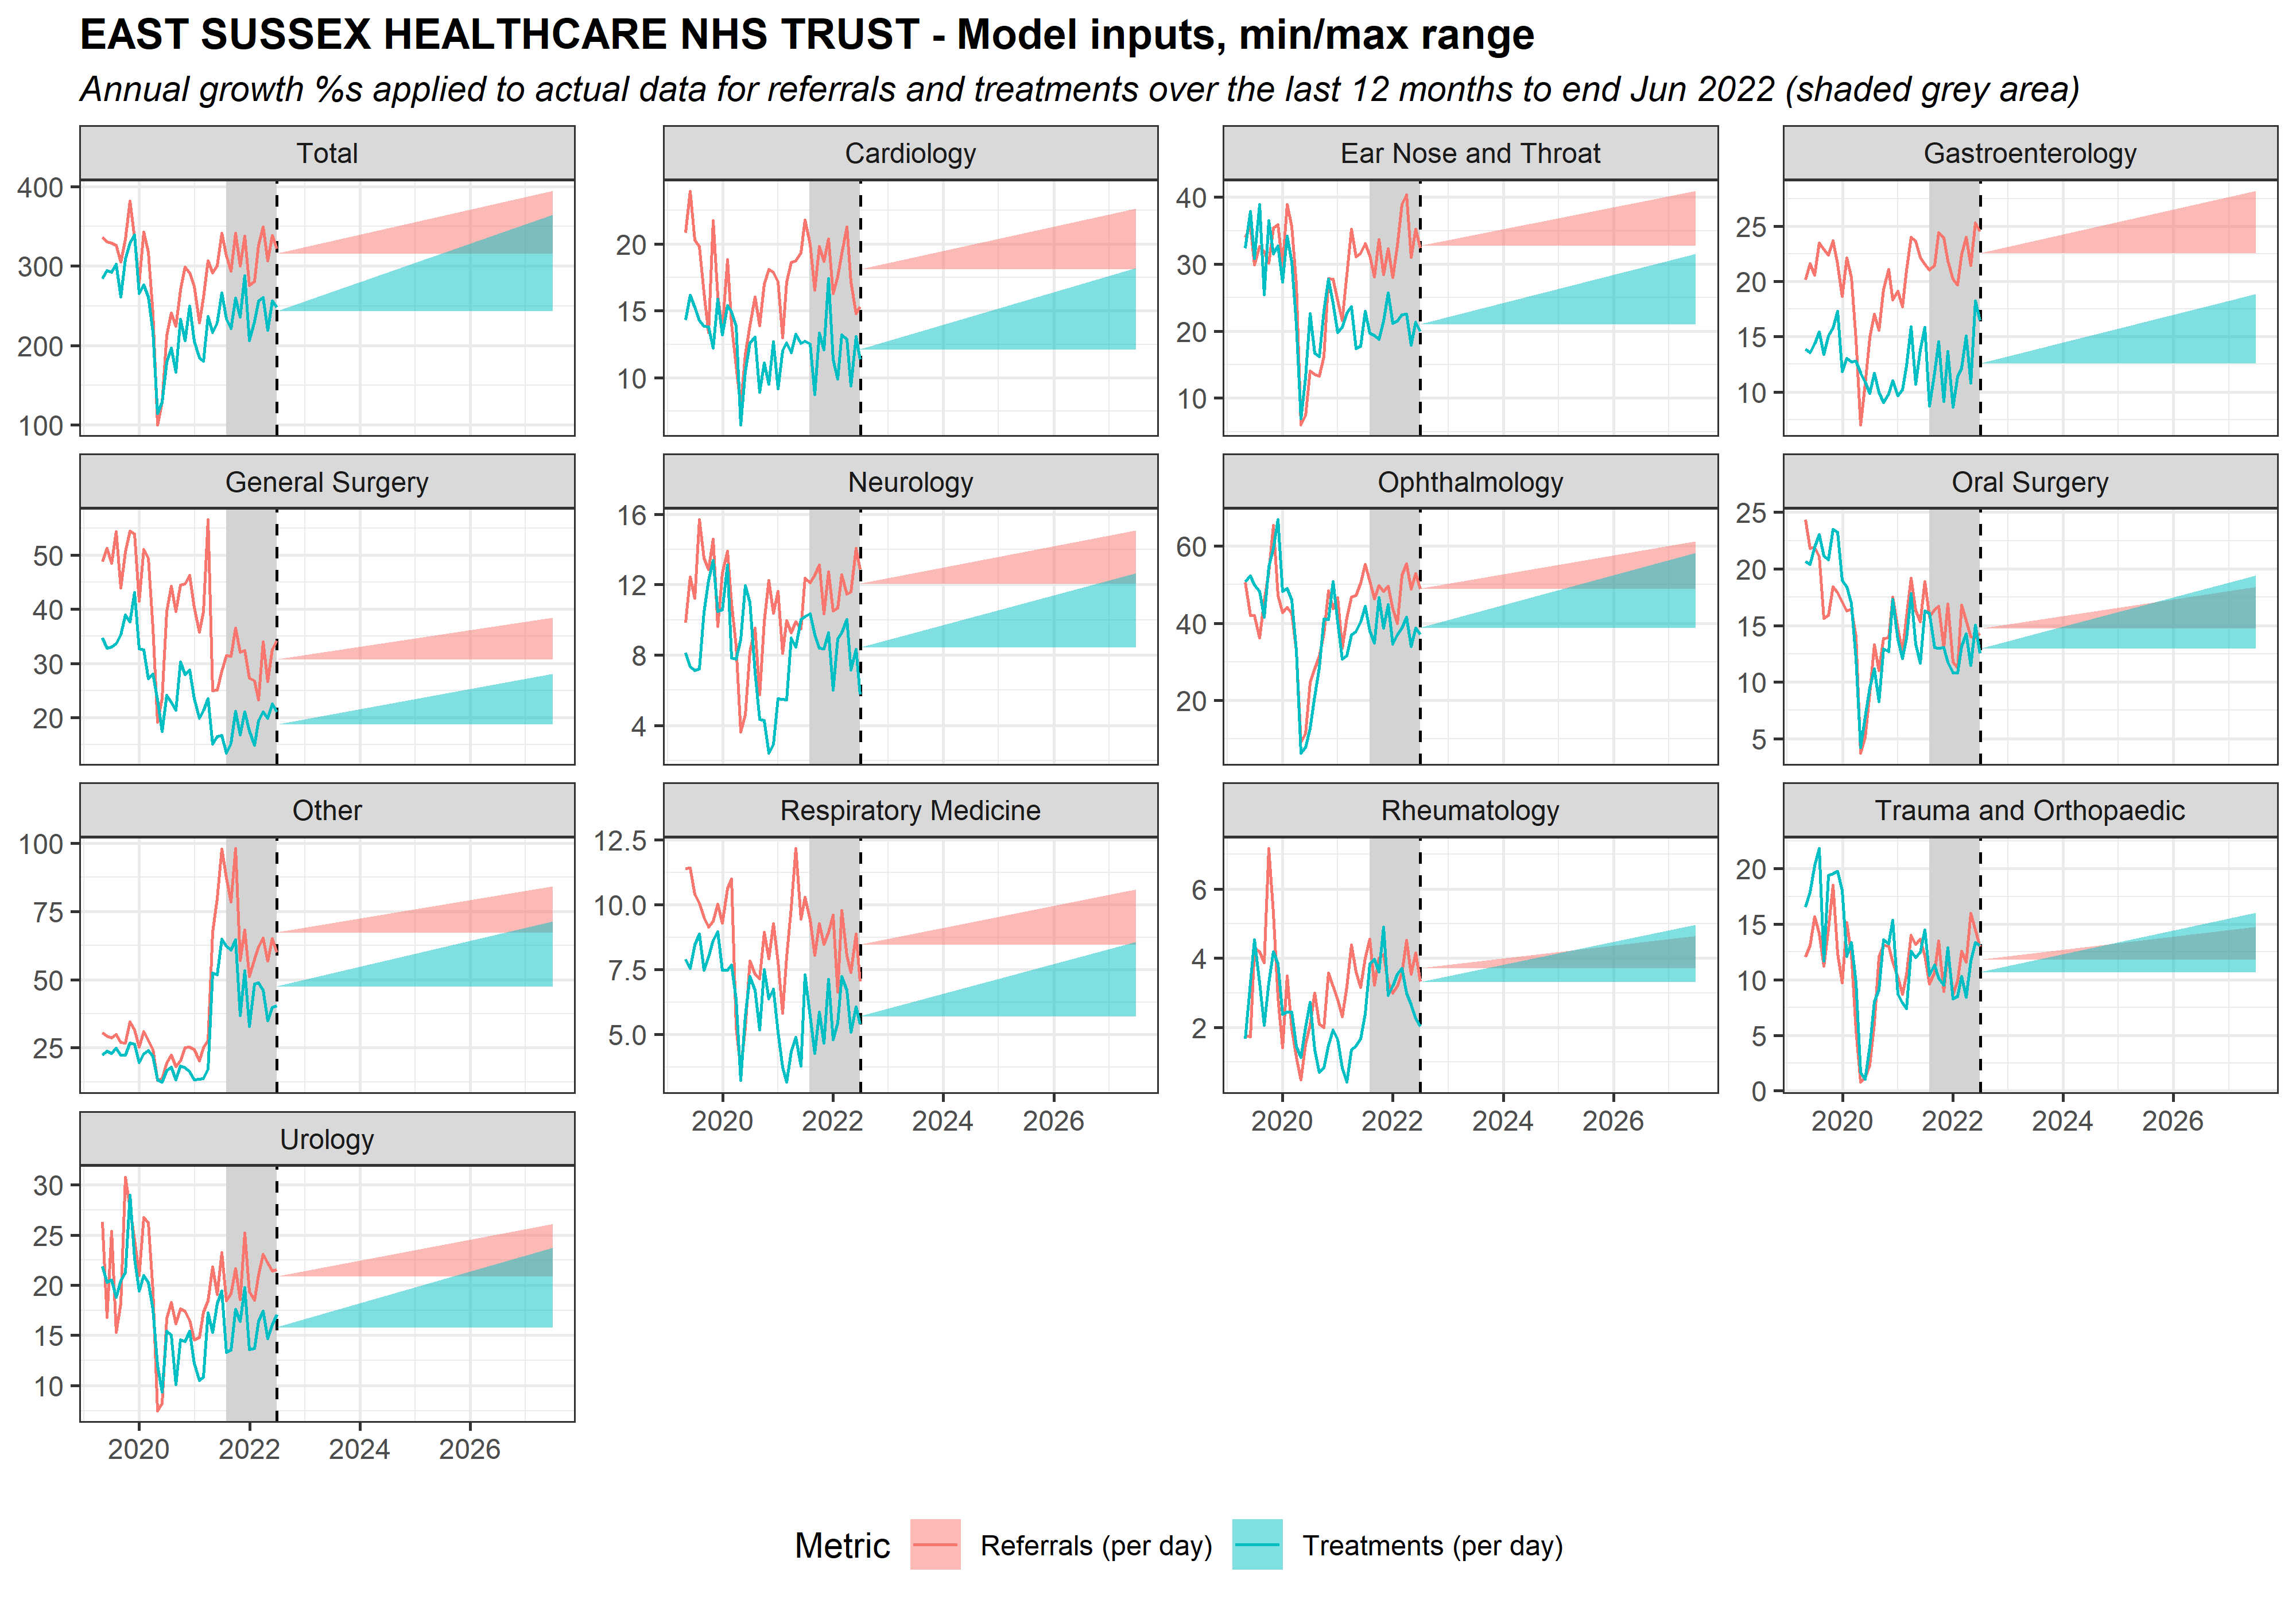 EAST SUSSEX HEALTHCARE NHS TRUST - Model inputs, min/max range
Annual growth %s applied to actual data for referrals and treatments over the last 12 months to end Jun 2022 (shaded grey area)
Total
Cardiology
Ear Nose and Throat
Gastroenterology
400
300
200
100
20
15
10
40
30
20
10
25
20
15
10
General Surgery
Neurology
Ophthalmology
Oral Surgery
50
40
30
20
16
12
8
4
60
40
20
25
20
15
10
5
Other
Respiratory Medicine
Rheumatology
Trauma and Orthopaedic
100
75
50
25
12.5
10.0
7.5
5.0
6
4
2
20
15
10
5
0
2020 2022 2024 2026
2020 2022 2024 2026
2020 2022 2024 2026
Urology
30
25
20
15
10
2020 2022 2024 2026
Metric Referrals (per day) Treatments (per day)